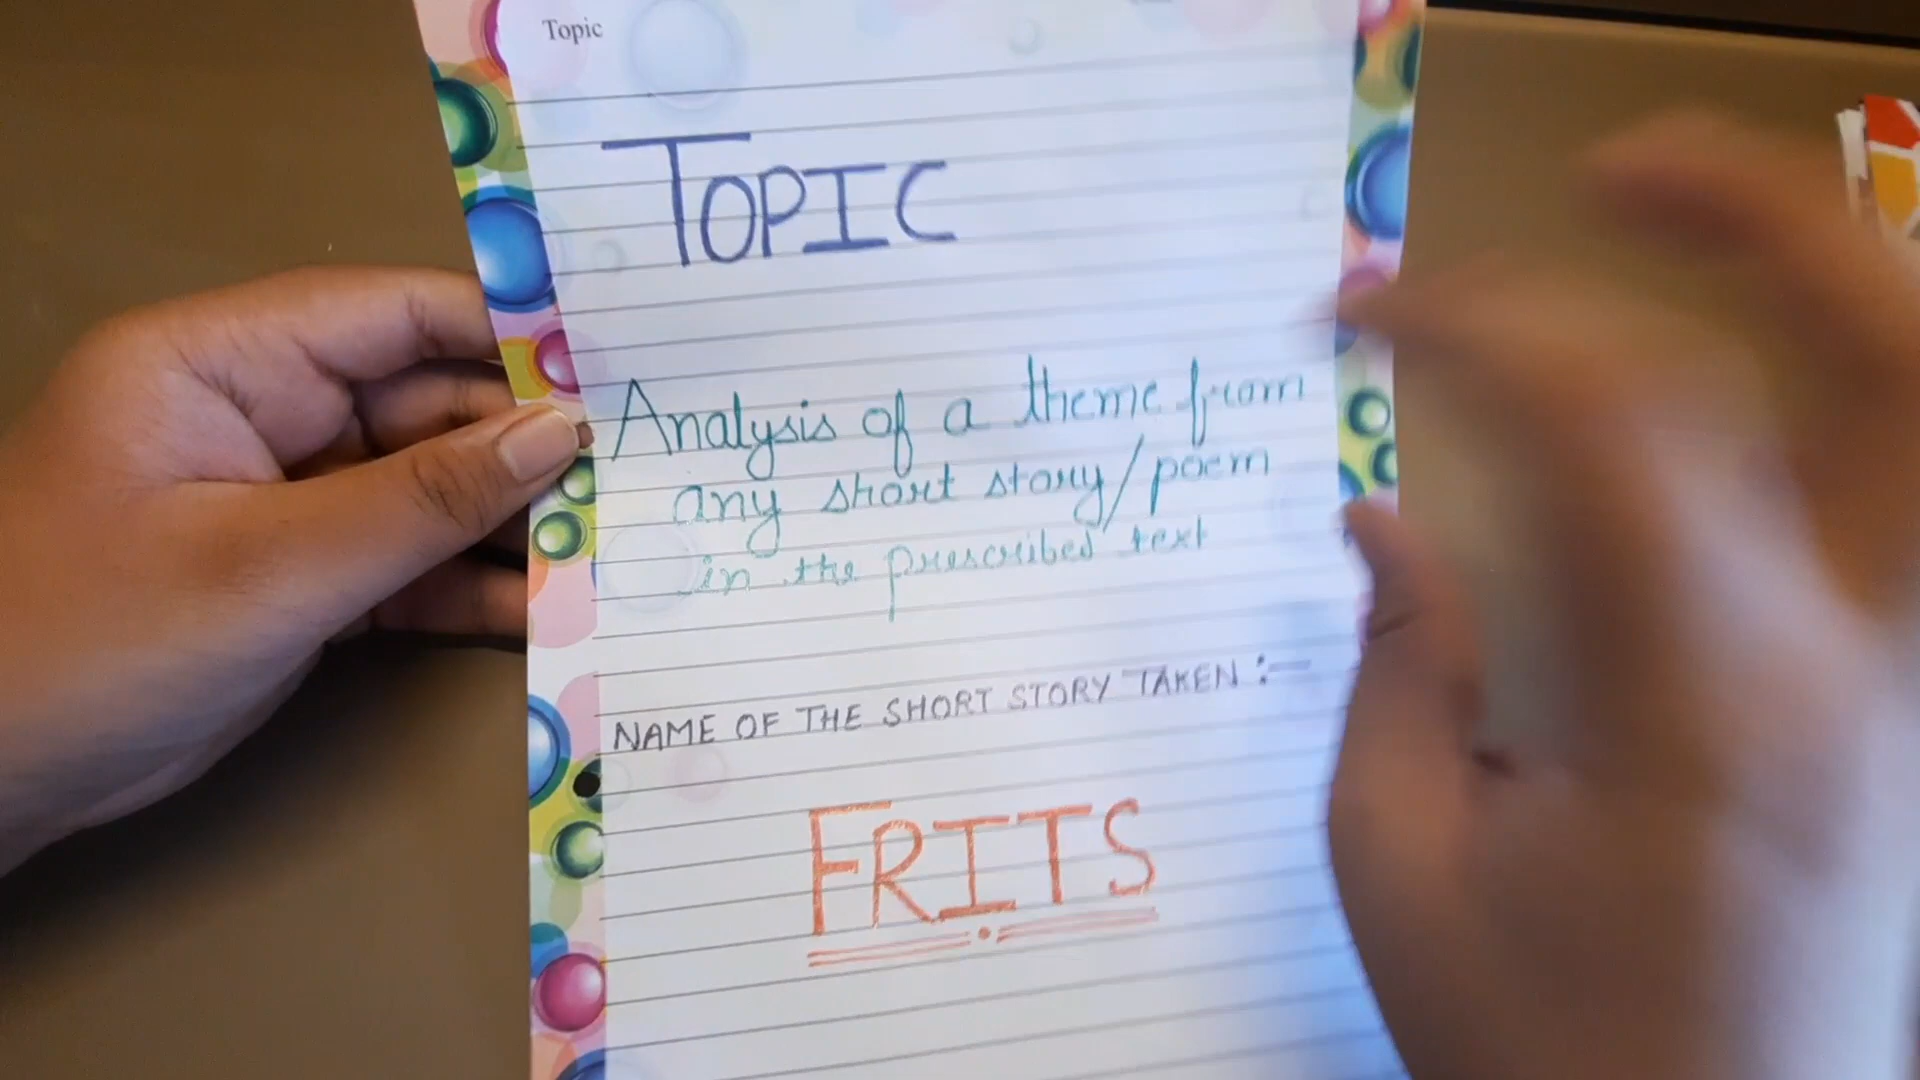 Topic
TOPIC
Analysis of a theme from
any short story/poem
in the prescribed text
NAME OF THE SHORT STORY TAKEN :—
FRITS